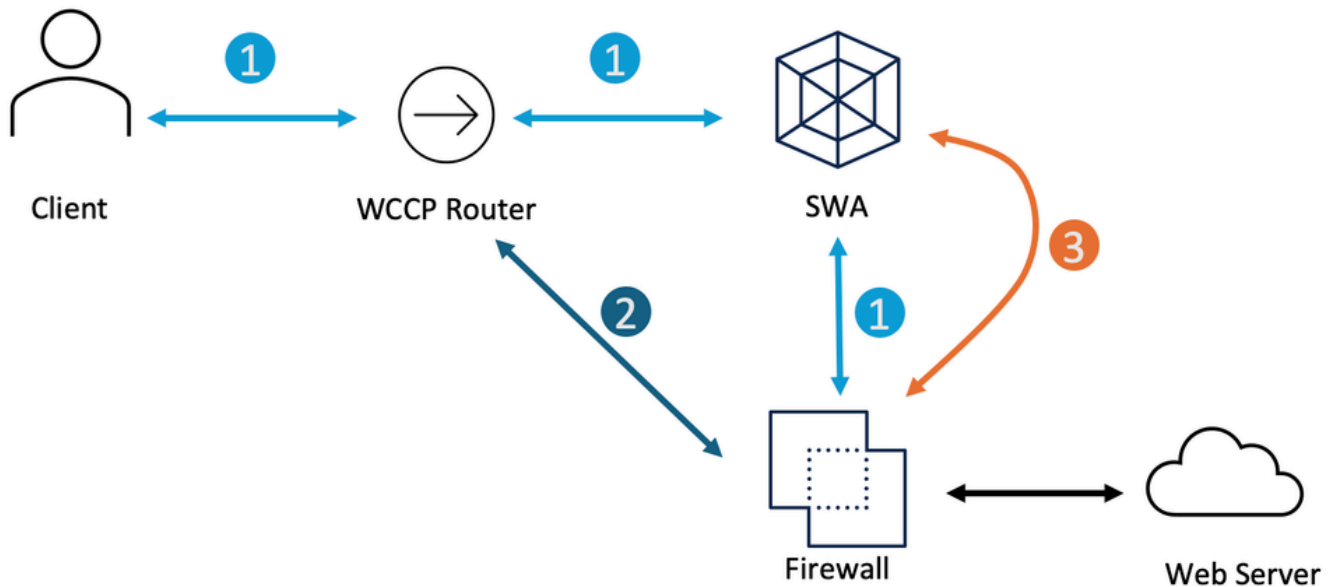 1
1
3
Client
WCCP Router
SWA
2
1
Firewall
Web Server